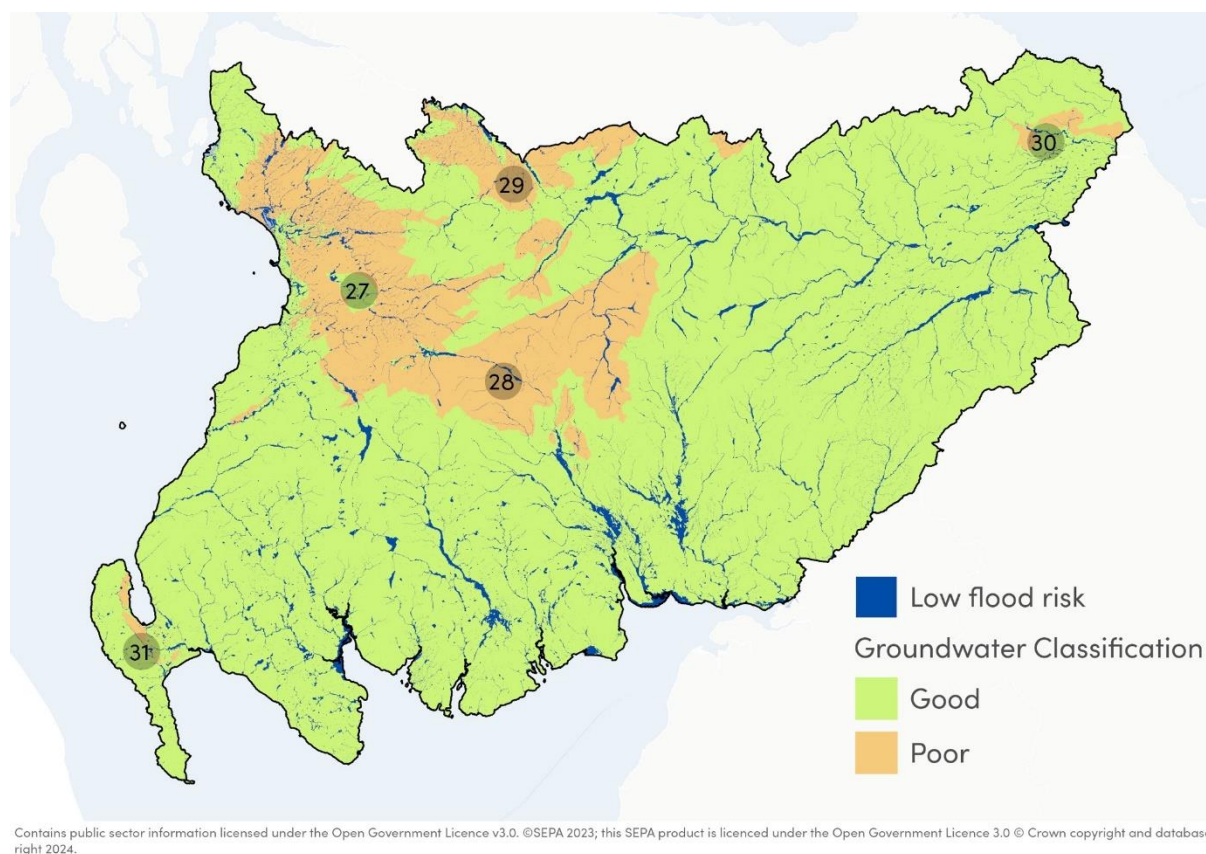 30
29
27
28
31
Low flood risk
Groundwater Classification
Good
Poor
Contains public sector information licensed under the Open Government Licence v3.0. ©SEPA 2023; this SEPA product is licenced under the Open Government Licence 3.0 © Crown copyright and database
right 2024.